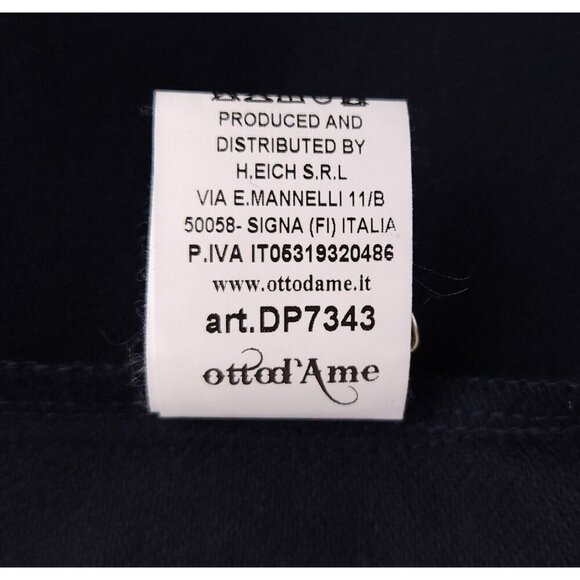 PRODUCED AND
DISTRIBUTED BY
H.EICH S.R.L
VIA E.MANNELLI 11/B
50058- SIGNA (FI) ITALIA
P.IVA IT05319320486
www.ottodame.it
art.DP7343
ottod'Ame